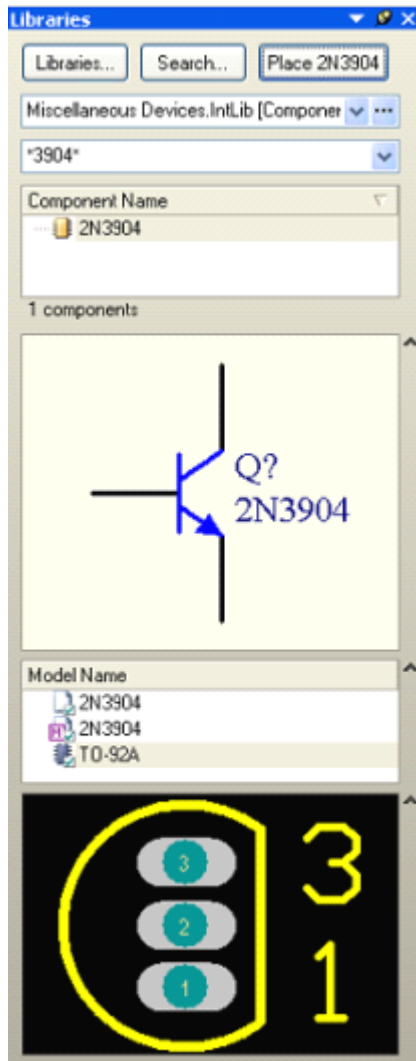 Libraries
Libraries... Search... Place 2N3904
Miscellaneous Devices.IntLib [Componer ...
*3904*
Component Name
2N3904
1 components
Q?
2N3904
Model Name
2N3904
2N3904
TO-92A
3
3
2
1
1